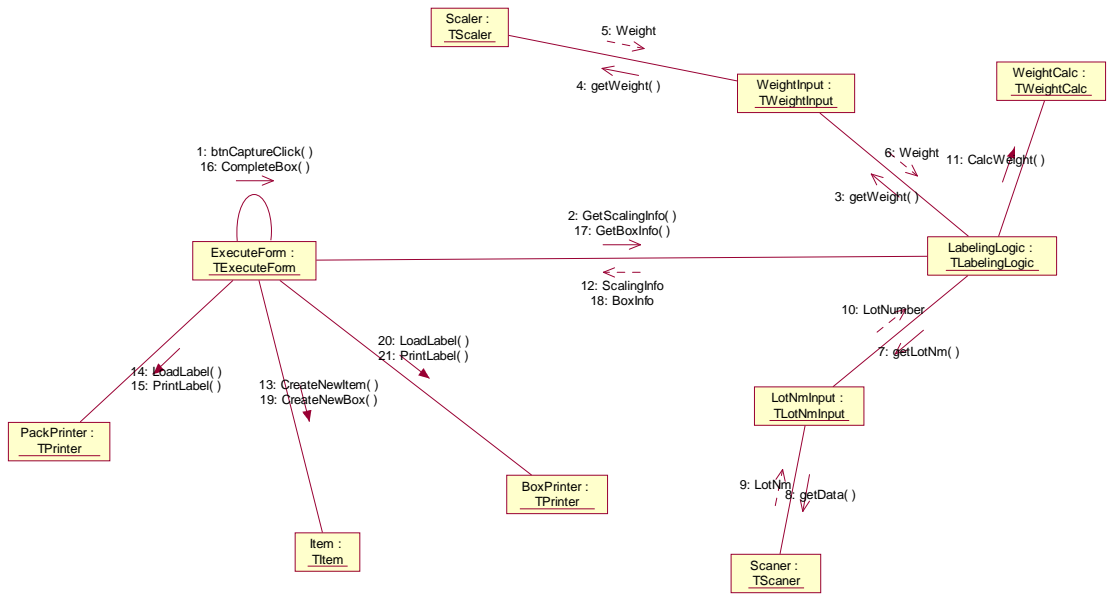 Scaler :
TScaler
5: Weight
4: getWeight( )
WeightInput :
TWeightInput
WeightCalc :
TWeightCalc
1: btnCaptureClick( )
16: CompleteBox( )
6: Weight
11: CalcWeight( )
3: getWeight( )
2: GetScalingInfo( )
17: GetBoxInfo( )
ExecuteForm :
TExecuteForm
LabelingLogic :
TLabelingLogic
12: ScalingInfo
18: BoxInfo
10: LotNumber
7: getLotNm( )
20: LoadLabel( )
21: PrintLabel( )
14: LoadLabel( )
15: PrintLabel( )
13: CreateNewItem( )
19: CreateNewBox( )
LotNmInput :
TLotNmInput
PackPrinter :
TPrinter
BoxPrinter :
TPrinter
9: LotNm
8: getData( )
Item :
TItem
Scaner :
TScaner